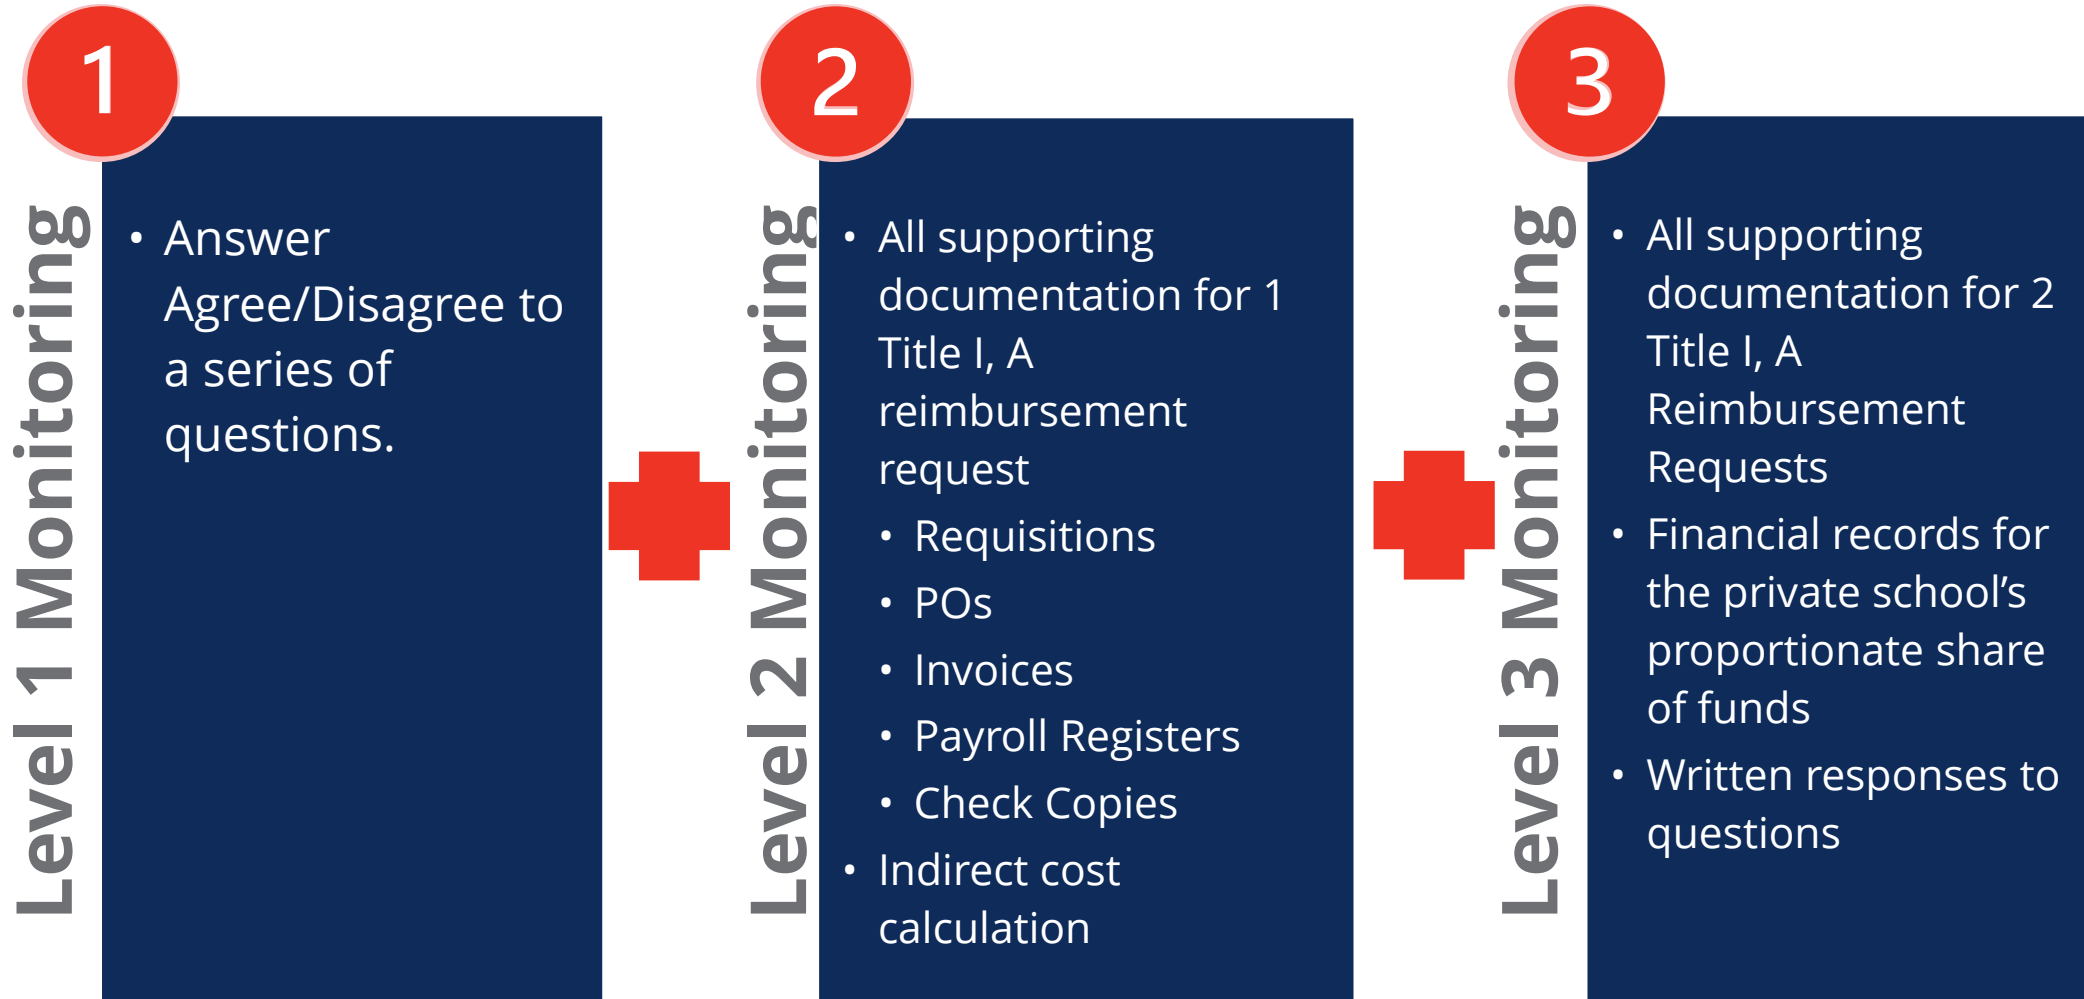 1
Level 1 Monitoring
• Answer
Agree/Disagree to
a series of
questions.
2
Level 2 Monitoring
• All supporting
documentation for 1
Title I, A
reimbursement
request
• Requisitions
• POs
• Invoices
• Payroll Registers
• Check Copies
• Indirect cost
calculation
3
Level 3 Monitoring
• All supporting
documentation for 2
Title I, A
Reimbursement
Requests
• Financial records for
the private school’s
proportionate share
of funds
• Written responses to
questions